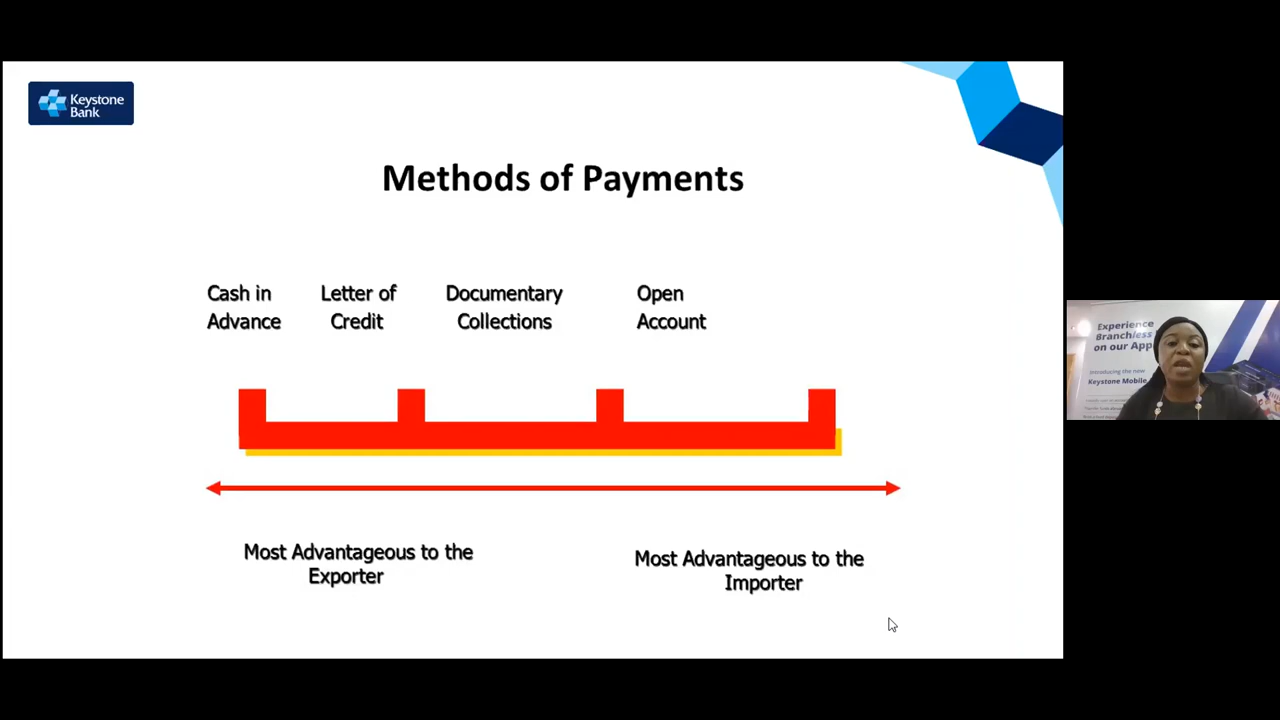 Keystone
Bank
Methods of Payments
Cash in
Advance
Letter of
Credit
Documentary
Collections
Open
Account
Most Advantageous to the
Exporter
Most Advantageous to the
Importer
Experience
Branchless
on our App
Introducing the new
Keystone Mobile